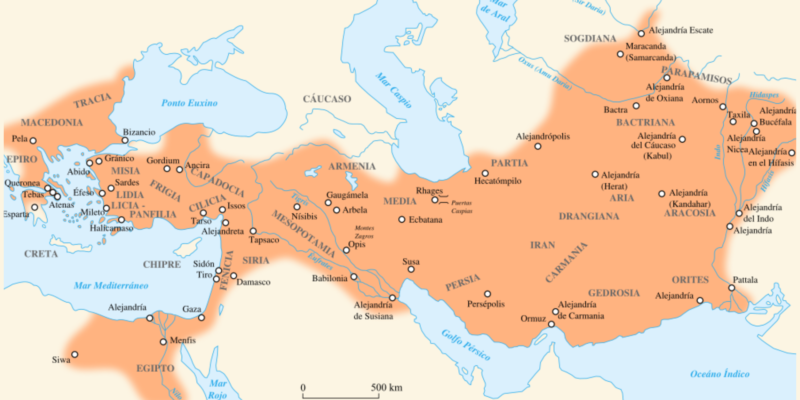 Mar
de Aral
(Sir Daria)
SOGDIANA
Alejandría Escate
Maracanda
(Samarcanda)
Oxus (Amu Daria)
PARAPAMISOS
Alejandría
de Oxiana
Mar Caspio
TRACIA
Ponto Euxino
CÁUCASO
Bactra
Aornos
Hidaspes
MACEDONIA
BACTRIANA
Taxila
Alejandría
Bucéfala
Pela
Bizancio
Alejandrópolis
Alejandría
del Cáucaso
(Kabul)
Alejandría
Nicea
Alejandría
en el Hífasis
EPIRO
Gránico
Abido
MISIA
Gordium
Ancira
ARMENIA
PARTIA
Hecatómpilo
Indo
Hífasis
Queronea
Tebas
Éfeso
Sardes
LIDIA
FRIGIA
CAPADOCIA
Gaugámela
Rhages
Puertas
Caspias
Alejandría
(Herat)
Alejandría
(Kandahar)
Atenas
Esparta
Mileto
LICIA -
PANFILIA
CILICIA
Tarso
Issos
Nísibis
Tigris
Arbela
MEDIA
Ecbatana
ARIA
ARACOSIA
DRANGIANA
Alejandría
del Indo
Halicarnaso
Alejandreta
MESOPOTAMIA
Montes
Zagros
Alejandría
CRETA
Tapsaco
Opis
IRAN
CHIPRE
Sidón
Tiro
FENICIA
SIRIA
Éufrates
Susa
CARMANIA
Damasco
Babilonia
PERSIA
ORITES
Pattala
Mar Mediterráneo
GEDROSIA
Alejandría
Alejandría
Gaza
Alejandría
de Susiana
Persépolis
Alejandría
de Carmania
Ormuz
Menfis
Golfo Pérsico
Siwa
EGIPTO
Océano Índico
Mar
Rojo
Nilo
0
500 km